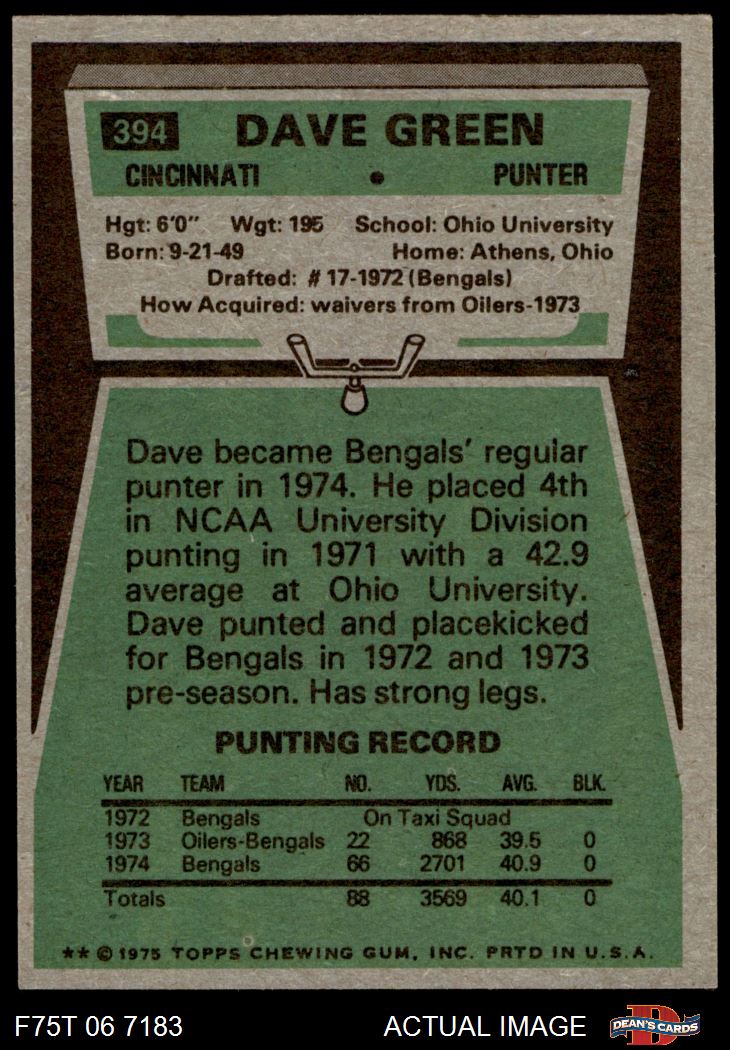 394 DAVE GREEN
CINCINNATI • PUNTER
Hgt: 6'0" Wgt: 195 School: Ohio University
Born: 9-21-49 Home: Athens, Ohio
Drafted: # 17-1972 (Bengals)
How Acquired: waivers from Oilers-1973
Dave became Bengals' regular
punter in 1974. He placed 4th
in NCAA University Division
punting in 1971 with a 42.9
average at Ohio University.
Dave punted and placekicked
for Bengals in 1972 and 1973
pre-season. Has strong legs.
PUNTING RECORD
YEAR TEAM NO. YDS. AVG. BLK.
1972 Bengals On Taxi Squad
1973 Oilers-Bengals 22 868 39.5 0
1974 Bengals 66 2701 40.9 0
Totals 88 3569 40.1 0
** © 1975 TOPPS CHEWING GUM, INC. PRTD IN U.S.A.
F75T 06 7183 ACTUAL IMAGE D DEAN'S CARDS